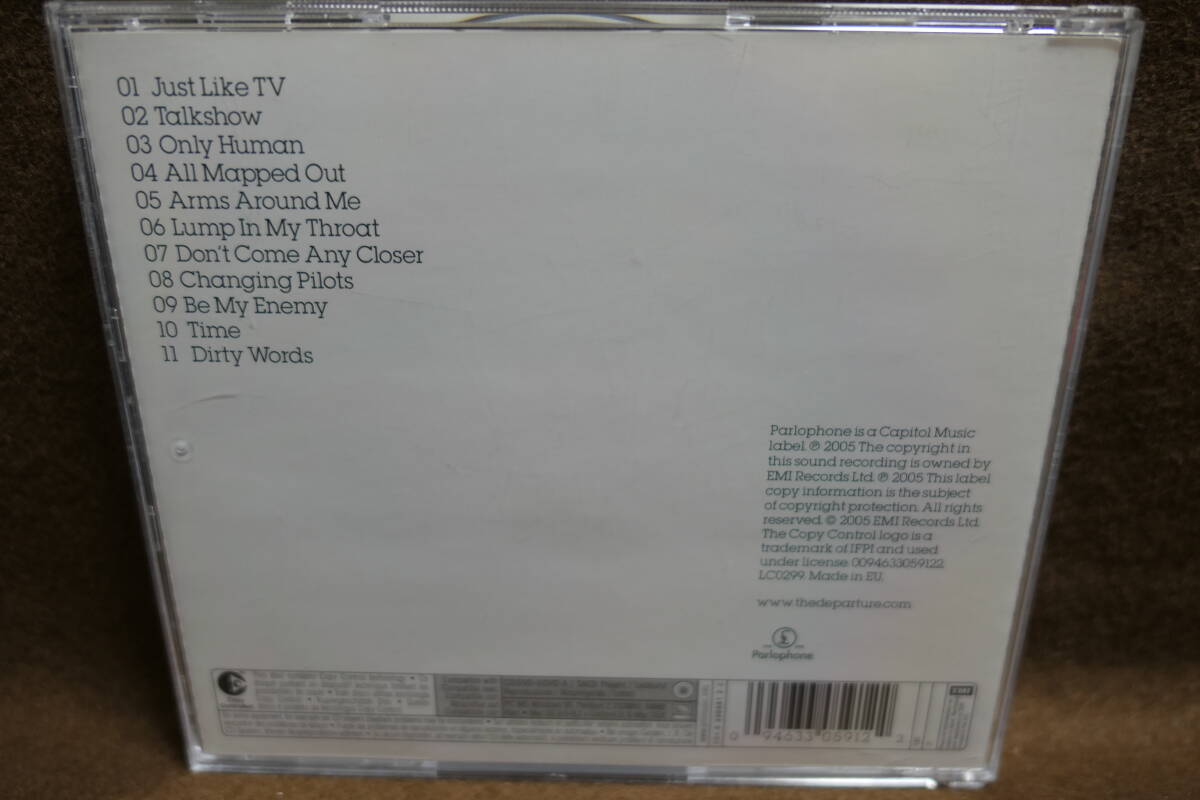 01 Just Like TV
02 Talkshow
03 Only Human
04 All Mapped Out
05 Arms Around Me
06 Lump In My Throat
07 Don't Come Any Closer
08 Changing Pilots
09 Be My Enemy
10 Time
11 Dirty Words
Parlophone is a Capitol Music
label. ℗ 2005 The copyright in
this sound recording is owned by
EMI Records Ltd. ℗ 2005 This label
copy information is the subject
of copyright protection. All rights
reserved. © 2005 EMI Records Ltd.
The Copy Control logo is a
trademark of IFPI and used
under license. 0094633059122.
LC0299. Made in EU.
www.thedeparture.com
Parlophone
EMI
0 94633 05912 2